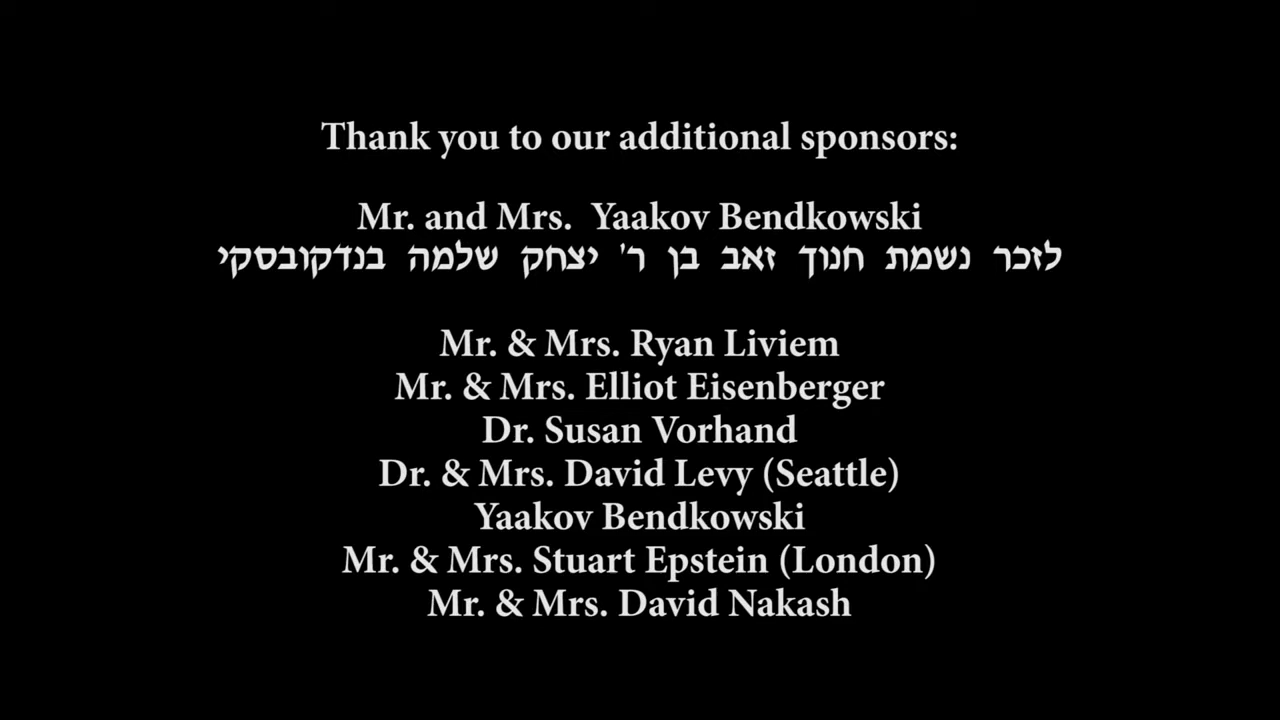 Thank you to our additional sponsors:
Mr. and Mrs.  Yaakov Bendkowski
לזכר נשמת חנוך זאב בן ר' יצחק שלמה בנדקובסקי
Mr. & Mrs. Ryan Liviem
Mr. & Mrs. Elliot Eisenberger
Dr. Susan Vorhand
Dr. & Mrs. David Levy (Seattle)
Yaakov Bendkowski
Mr. & Mrs. Stuart Epstein (London)
Mr. & Mrs. David Nakash